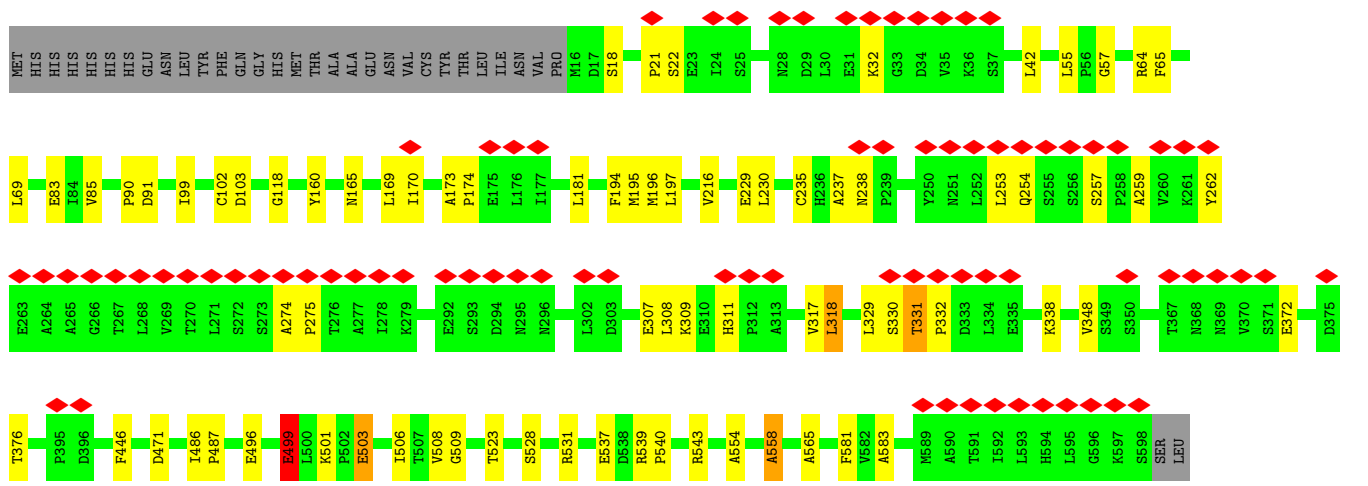 MET HIS HIS HIS HIS HIS HIS GLU ASN LEU TYR PHE GLN GLY HIS MET THR ALA ALA GLU ASN VAL CYS TYR THR LEU ILE ASN VAL PRO M16 D17 S18 P21 S22 E23 I24 S25 N28 D29 L30 E31 K32 G33 D34 V35 K36 S37 L42 L55 P56 G57 R64 F65
L69 E83 I84 V85 P90 D91 I99 C102 D103 G118 Y160 N165 L169 I170 A173 P174 E175 L176 I177 L181 F194 M195 M196 L197 V216 E229 L230 C235 H236 A237 N238 P239 Y250 N251 L252 L253 Q254 S255 S256 S257 P258 A259 V260 K261 Y262
E263 A264 A265 G266 T267 L268 V269 T270 L271 S272 S273 A274 P275 T276 A277 I278 K279 E292 S293 D294 N295 N296 L302 D303 E307 L308 K309 E310 H311 P312 A313 V317 L318 L329 S330 T331 P332 D333 L334 E335 K338 V348 S349 S350 T367 N368 N369 V370 S371 E372 D375
T376 P395 D396 F446 D471 I486 P487 E496 E499 L500 K501 P502 E503 I506 T507 V508 G509 T523 S528 R531 E537 D538 R539 P540 R543 A554 A558 A565 F581 V582 A583 M589 A590 T591 I592 L593 H594 L595 G596 K597 S598 SER LEU